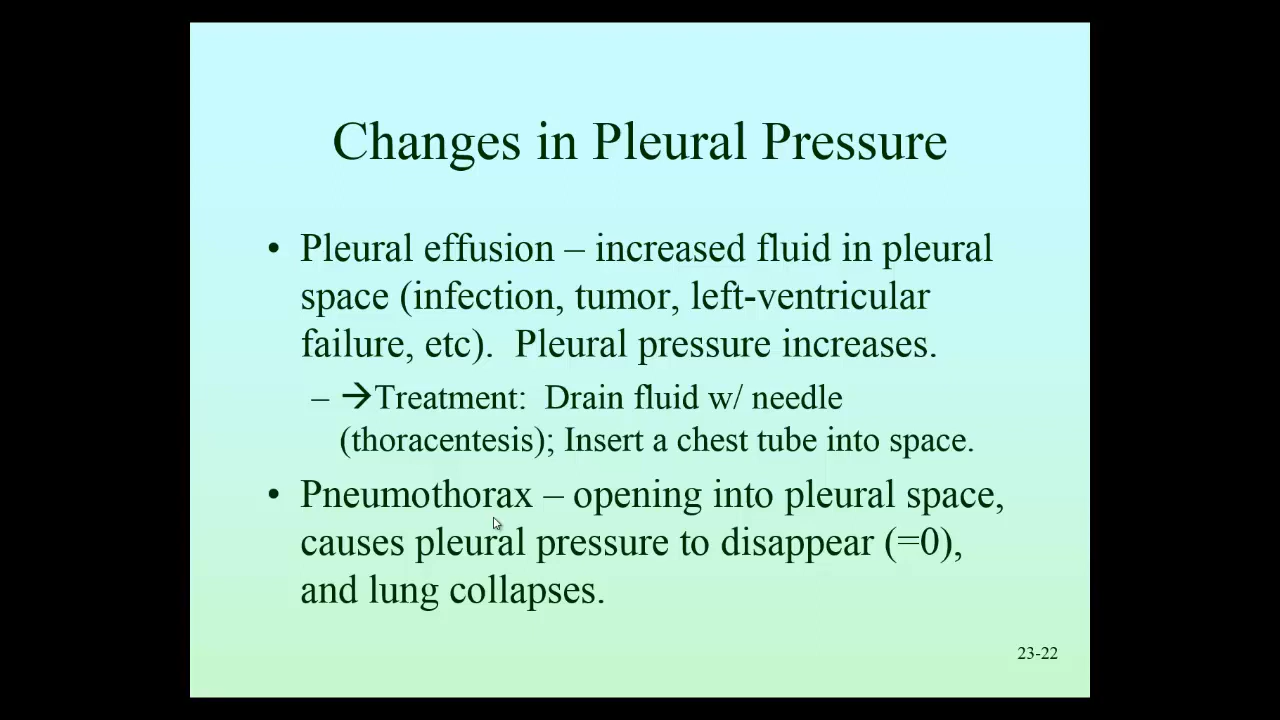 Changes in Pleural Pressure
• Pleural effusion – increased fluid in pleural
space (infection, tumor, left-ventricular
failure, etc).  Pleural pressure increases.
– →Treatment:  Drain fluid w/ needle
(thoracentesis); Insert a chest tube into space.
• Pneumothorax – opening into pleural space,
causes pleural pressure to disappear (=0),
and lung collapses.
23-22